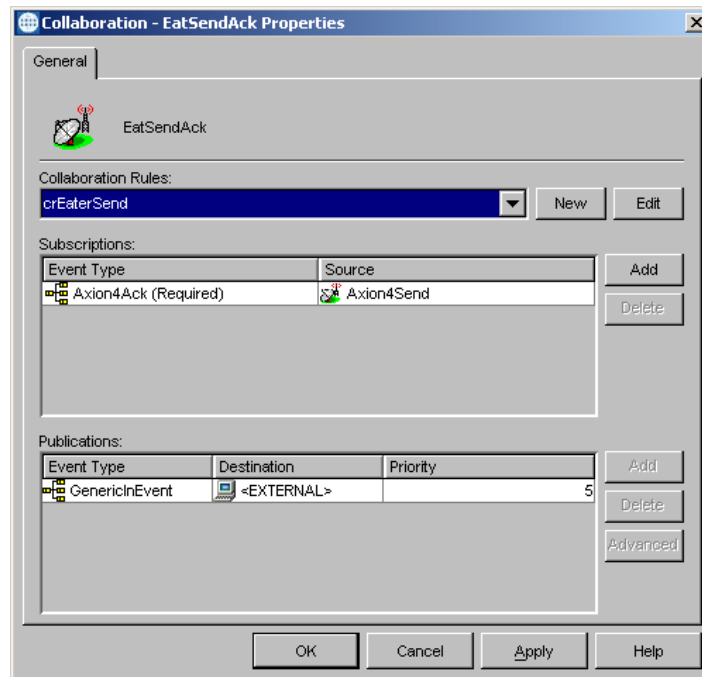 Collaboration - EatSendAck Properties
General
EatSendAck
Collaboration Rules:
crEaterSend New Edit
Subscriptions:
Event Type Source Add
Axion4Ack (Required) Axion4Send
Delete
Publications:
Event Type Destination Priority Add
GenericInEvent <EXTERNAL> 5
Delete
Advanced
OK Cancel Apply Help